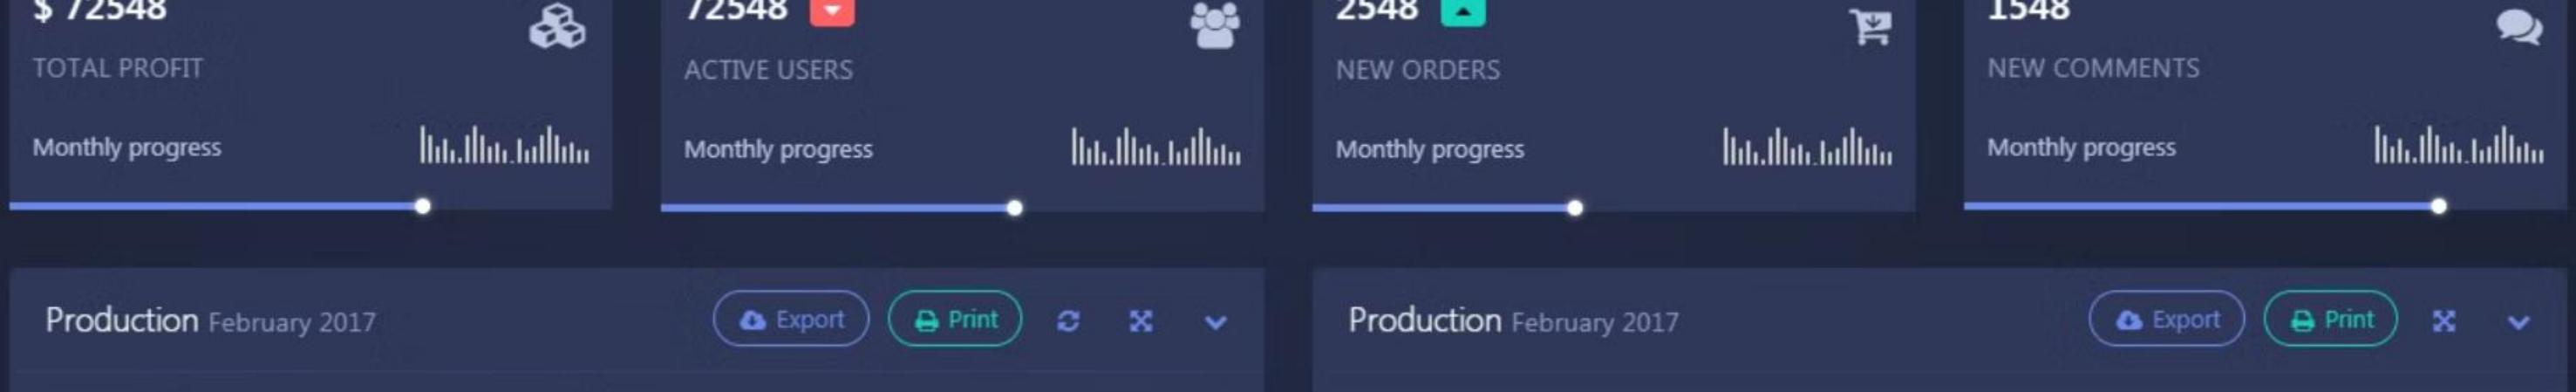 $ 72548
TOTAL PROFIT
Monthly progress
72548
ACTIVE USERS
Monthly progress
2548
NEW ORDERS
Monthly progress
1548
NEW COMMENTS
Monthly progress
Production February 2017
Export
Print
Production February 2017
Export
Print